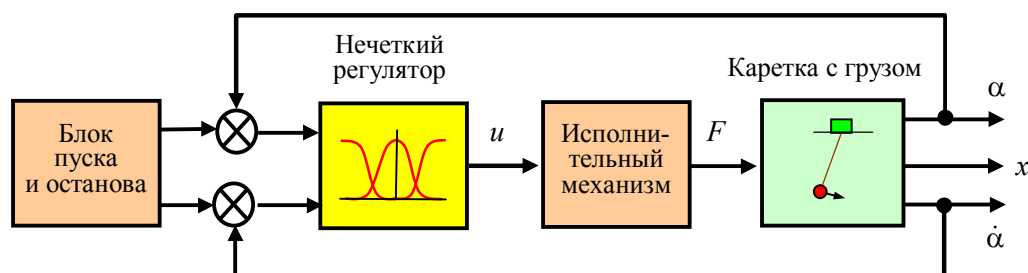 Нечеткий
регулятор
Каретка с грузом
Блок
пуска
и останова
u
Исполни-
тельный
механизм
F
α
x
α̇